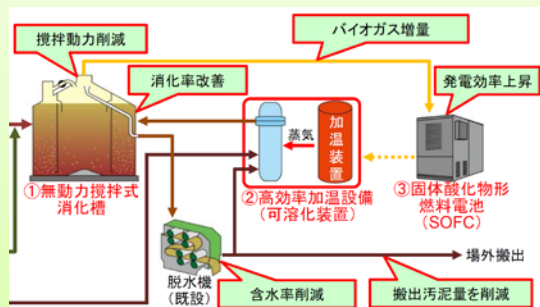 攪拌動力削減
バイオガス増量
消化率改善
発電効率上昇
蒸気
加温装置
①無動力攪拌式
消化槽
②高効率加温設備
(可溶化装置)
③固体酸化物形
燃料電池
(SOFC)
脱水機
(既設)
場外搬出
含水率削減
搬出汚泥量を削減